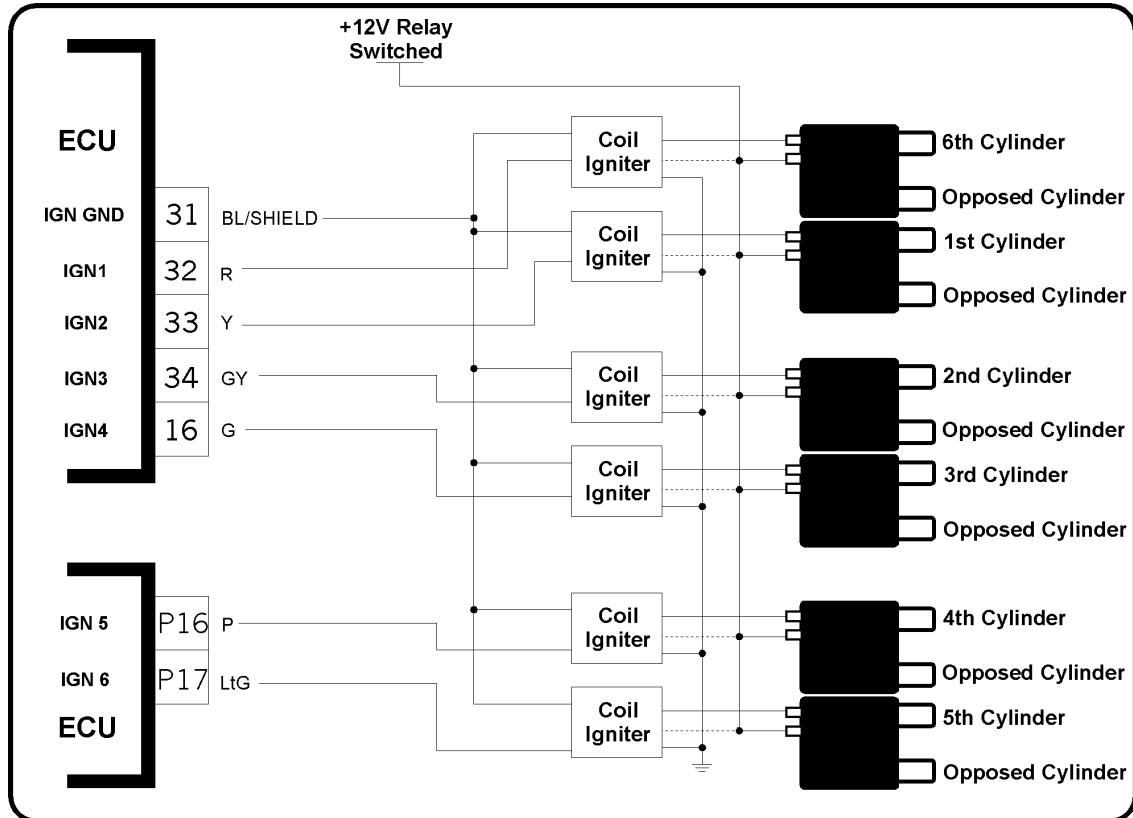 +12V Relay
Switched
ECU
IGN GND 31 BL/SHIELD
IGN1 32 R
IGN2 33 Y
IGN3 34 GY
IGN4 16 G
IGN 5 P16 P
IGN 6 P17 LtG
ECU
Coil
Igniter
Coil
Igniter
Coil
Igniter
Coil
Igniter
Coil
Igniter
Coil
Igniter
6th Cylinder
Opposed Cylinder
1st Cylinder
Opposed Cylinder
2nd Cylinder
Opposed Cylinder
3rd Cylinder
Opposed Cylinder
4th Cylinder
Opposed Cylinder
5th Cylinder
Opposed Cylinder